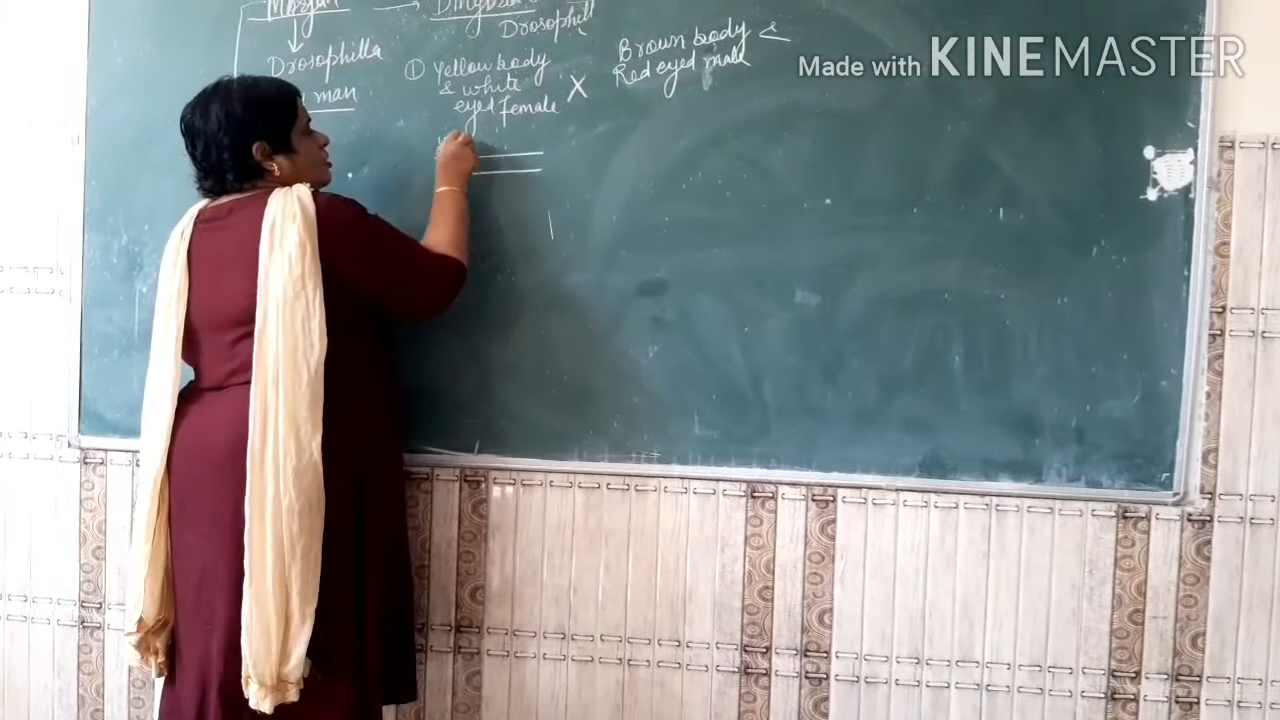 Morgan → 
Drosophill
Drosophilla
man
① Yellow body
& white
eyed female
X
Brown body &
Red eyed male
Made with KINEMASTER